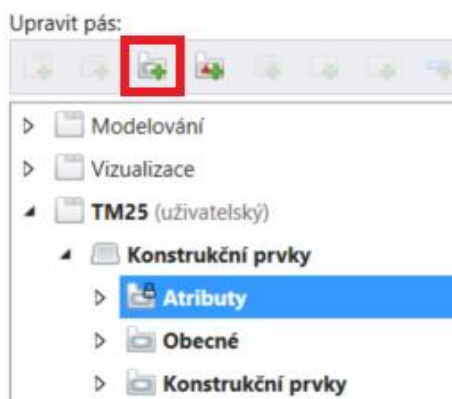 Upravit pás:
Modelování
Vizualizace
TM25 (uživatelský)
Konstrukční prvky
Atributy
Obecné
Konstrukční prvky